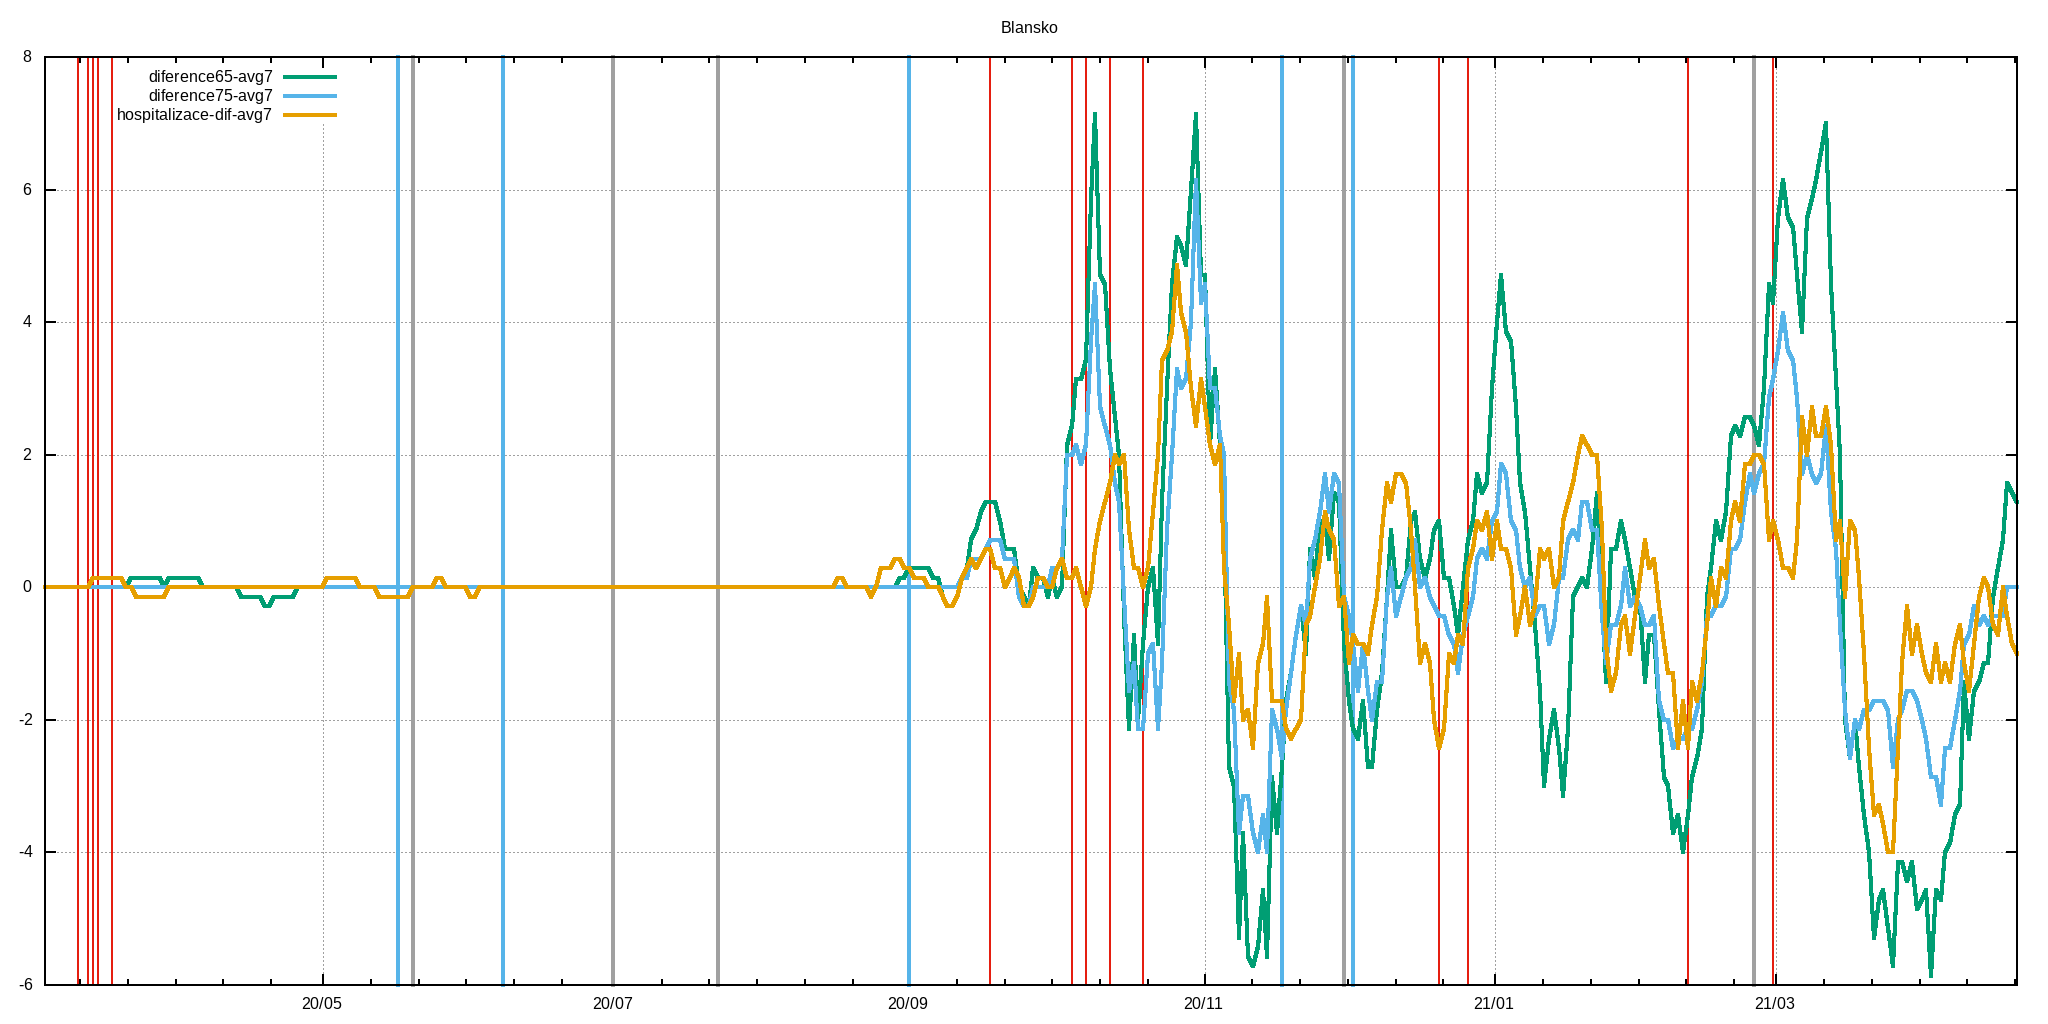 Blansko
diference65-avg7
diference75-avg7
hospitalizace-dif-avg7
8
6
4
2
0
-2
-4
-6
20/05 20/07 20/09 20/11 21/01 21/03